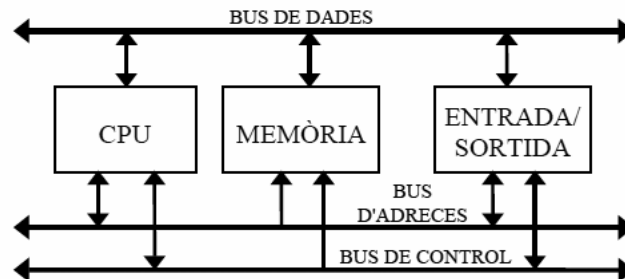 BUS DE DADES
CPU
MEMÒRIA
ENTRADA/
SORTIDA
BUS
D'ADRECES
BUS DE CONTROL